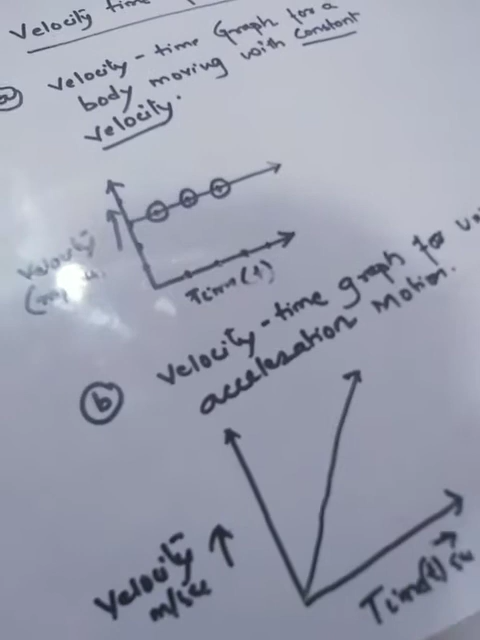 Velocity time
(a) Velocity - time Graph for a
body moving with constant
velocity.
Velocity
Time (t)
(b) Velocity - time graph for
acceleration Motion.
Velocity
m/sec
Time(t) sec